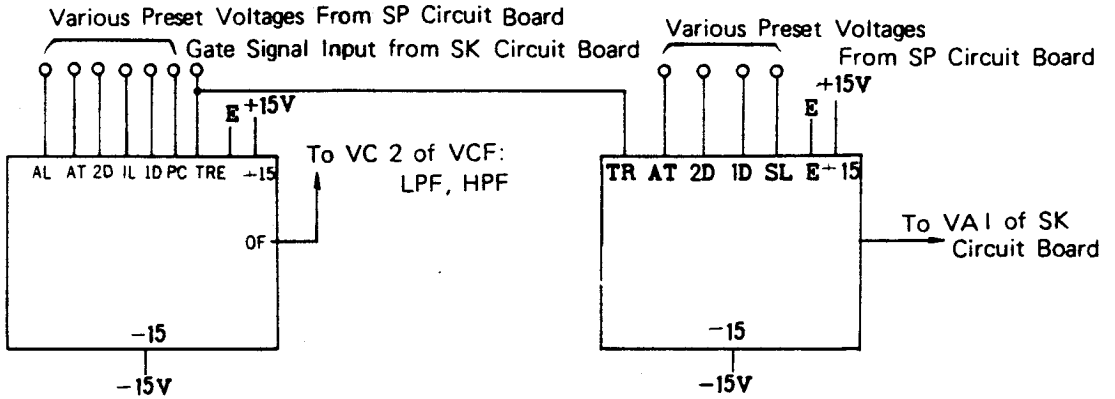 Various Preset Voltages From SP Circuit Board
Gate Signal Input from SK Circuit Board
E +15V
AL AT 2D IL 1D PC TRE +15
To VC 2 of VCF:
LPF, HPF
OF
-15
-15V
Various Preset Voltages
From SP Circuit Board
+15V
E
TR AT 2D 1D SL E +15
To VA1 of SK
Circuit Board
-15
-15V